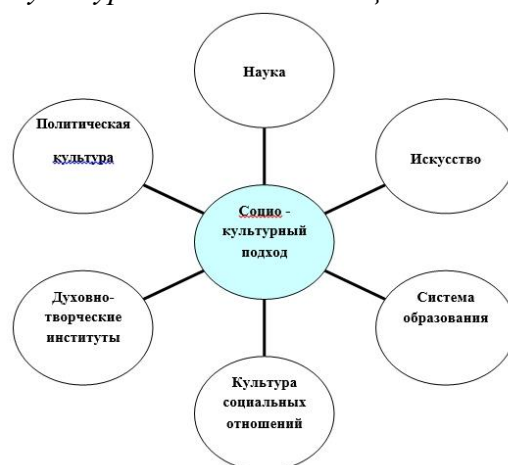 Наука
Политическая
культура
Искусство
Социо -
культурный
подход
Духовно-
творческие
институты
Система
образования
Культура
социальных
отношений